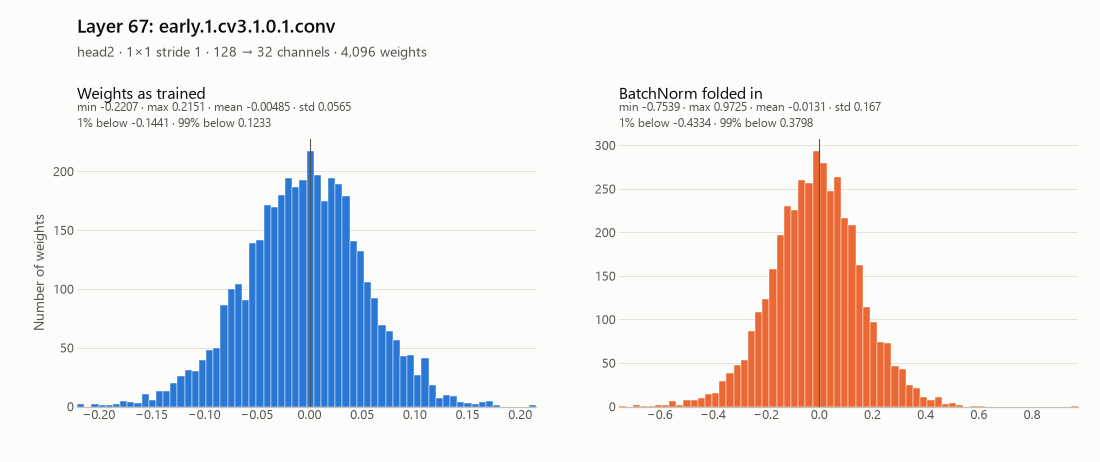 Layer 67: early.1.cv3.1.0.1.conv
head2 · 1×1 stride 1 · 128 → 32 channels · 4,096 weights
Weights as trained
min -0.2207 · max 0.2151 · mean -0.00485 · std 0.0565
1% below -0.1441 · 99% below 0.1233
Number of weights
200
150
100
50
0
−0.20 −0.15 −0.10 −0.05 0.00 0.05 0.10 0.15 0.20
BatchNorm folded in
min -0.7539 · max 0.9725 · mean -0.0131 · std 0.167
1% below -0.4334 · 99% below 0.3798
300
250
200
150
100
50
0
−0.6 −0.4 −0.2 0.0 0.2 0.4 0.6 0.8